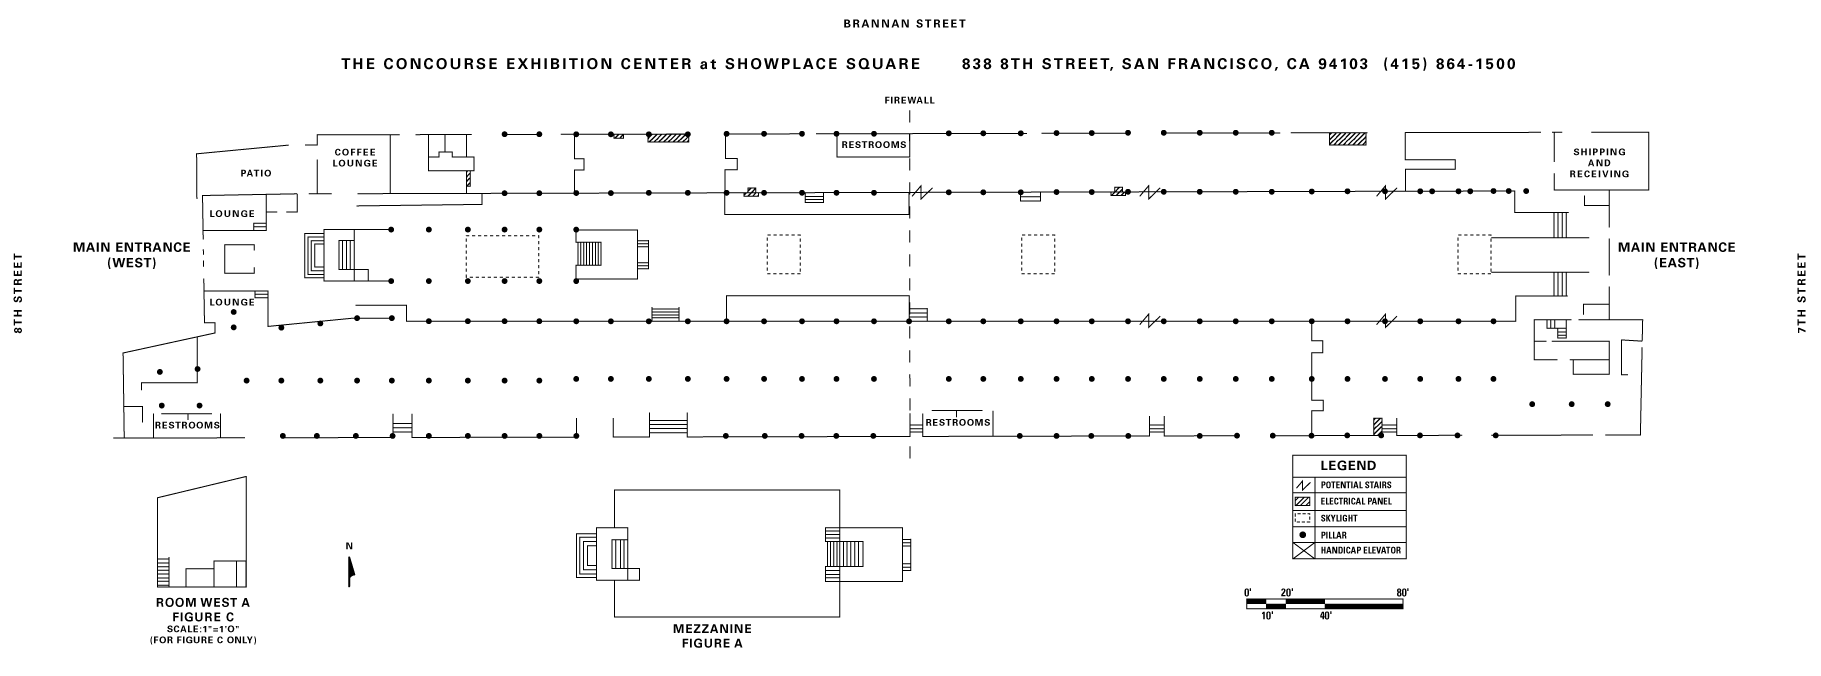 BRANNAN STREET
THE CONCOURSE EXHIBITION CENTER at SHOWPLACE SQUARE 838 8TH STREET, SAN FRANCISCO, CA 94103 (415) 864-1500
FIREWALL
COFFEE
LOUNGE
PATIO
RESTROOMS
SHIPPING
AND
RECEIVING
LOUNGE
MAIN ENTRANCE
(WEST)
MAIN ENTRANCE
(EAST)
8TH STREET
7TH STREET
LOUNGE
RESTROOMS
RESTROOMS
LEGEND
POTENTIAL STAIRS
ELECTRICAL PANEL
SKYLIGHT
PILLAR
HANDICAP ELEVATOR
N
0' 20' 80'
10' 40'
ROOM WEST A
FIGURE C
SCALE:1"=1'0"
(FOR FIGURE C ONLY)
MEZZANINE
FIGURE A